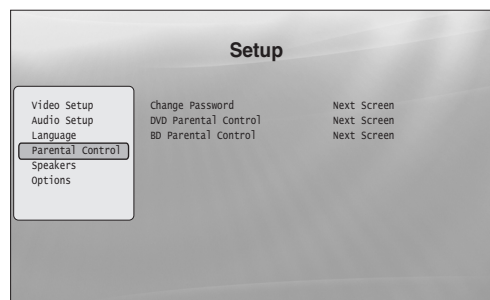 Setup
Video Setup
Audio Setup
Language
Parental Control
Speakers
Options
Change Password Next Screen
DVD Parental Control Next Screen
BD Parental Control Next Screen